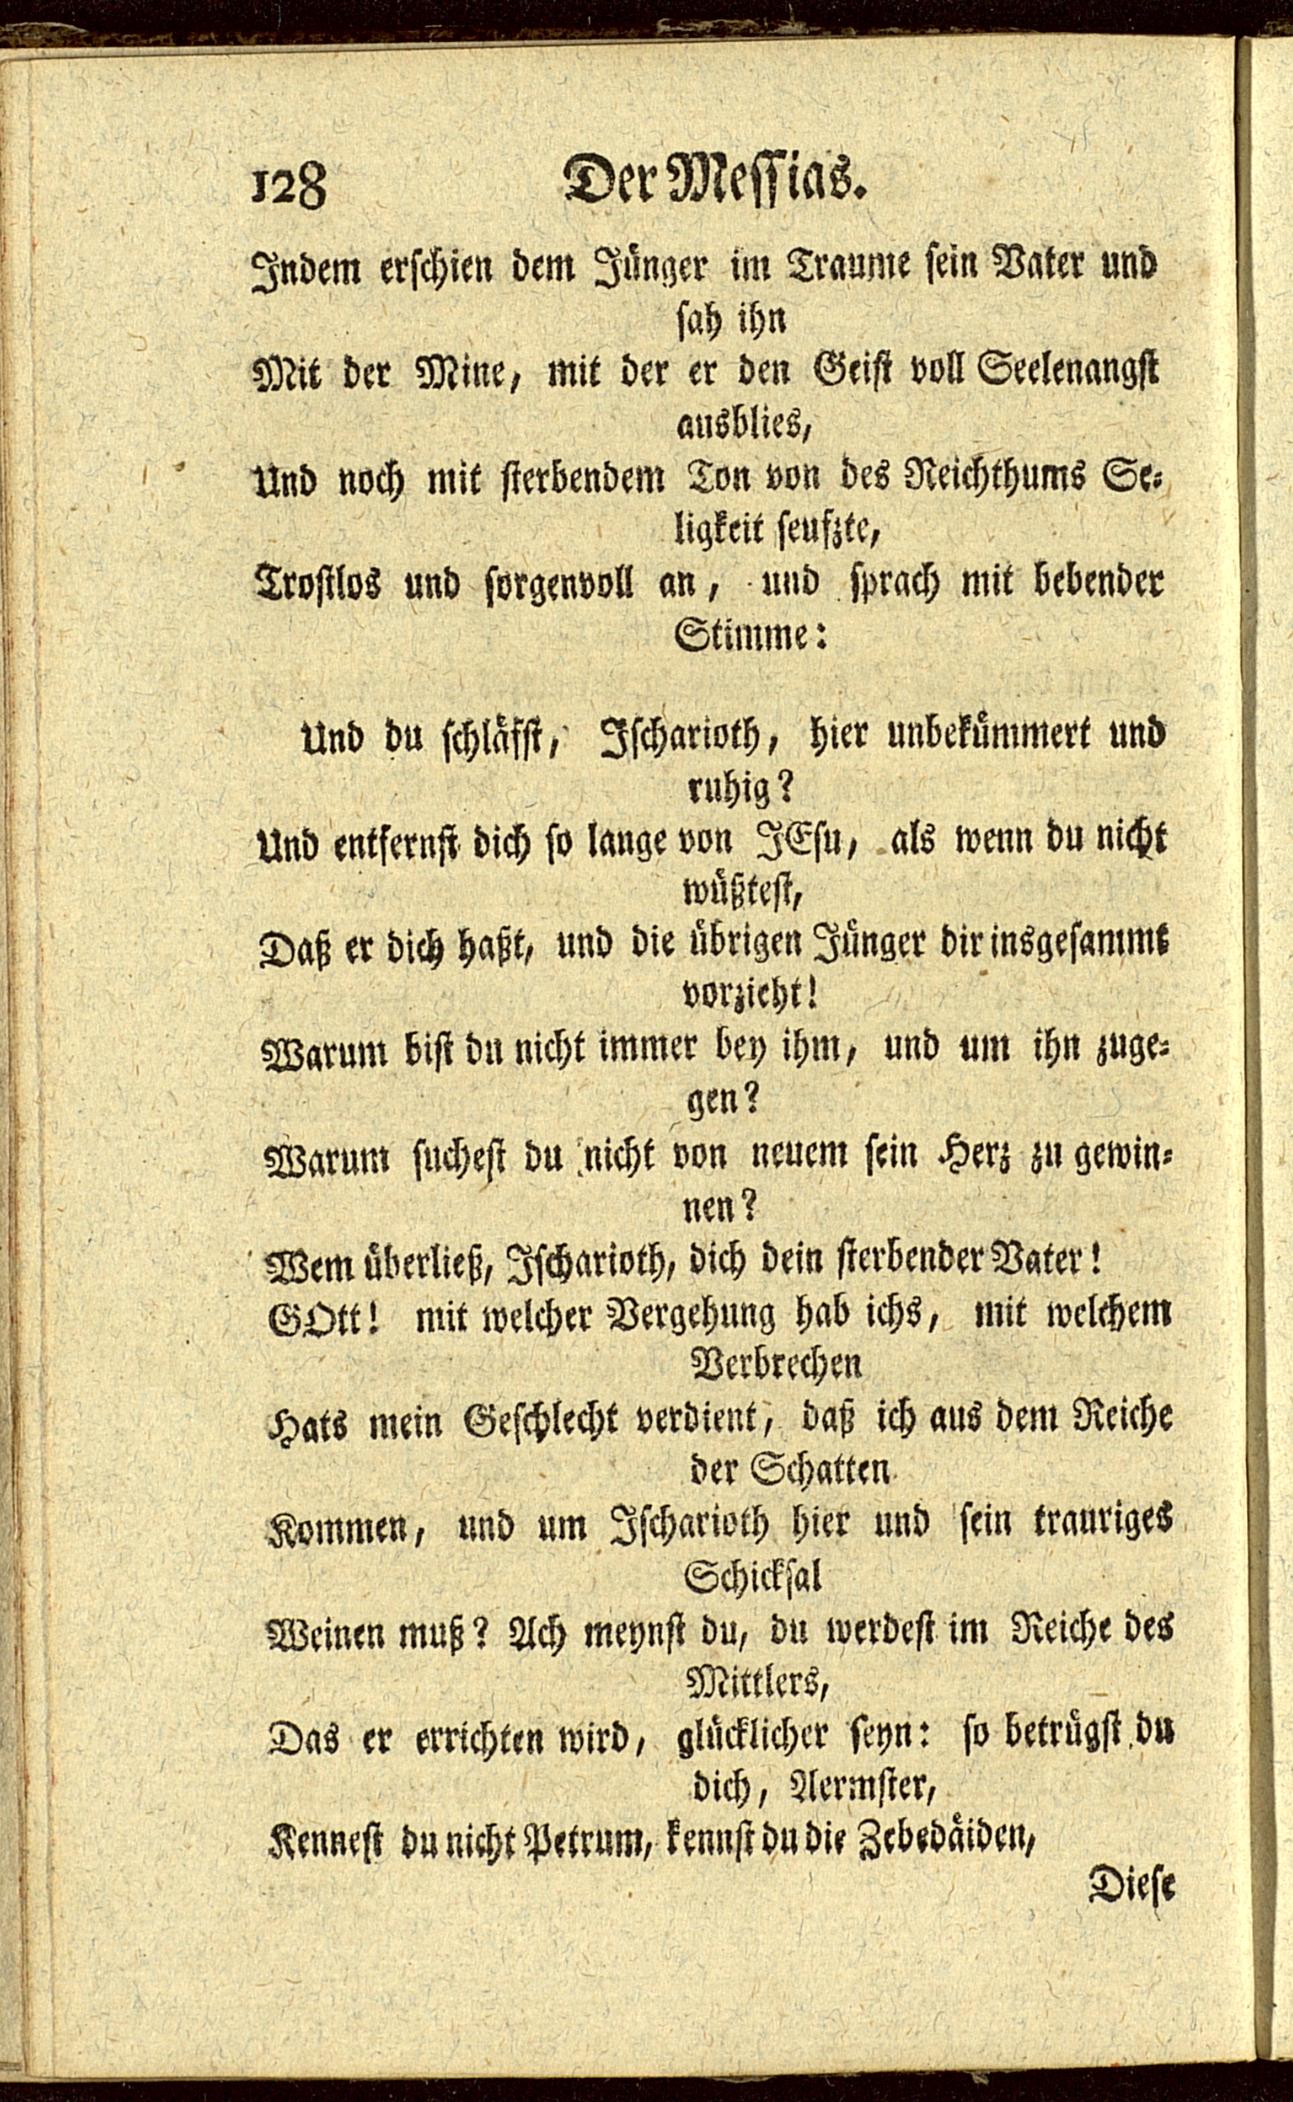 128 Der Messias.
Indem erschien dem Jünger im Traume sein Vater und
sah ihn
Mit der Mine, mit der er den Geist voll Seelenangst
ausblies,
Und noch mit sterbendem Ton von des Reichthums Se-
ligkeit seufzte,
Trostlos und sorgenvoll an, und sprach mit bebender
Stimme:
Und du schläfst, Ischarioth, hier unbekümmert und
ruhig?
Und entfernst dich so lange von JEsu, als wenn du nicht
wüßtest,
Daß er dich haßt, und die übrigen Jünger dir insgesammt
vorzieht!
Warum bist du nicht immer bey ihm, und um ihn zuge-
gen?
Warum suchest du nicht von neuem sein Herz zu gewin-
nen?
Wem überließ, Ischarioth, dich dein sterbender Vater!
GOtt! mit welcher Vergehung hab ichs, mit welchem
Verbrechen
Hats mein Geschlecht verdient, daß ich aus dem Reiche
der Schatten
Kommen, und um Ischarioth hier und sein trauriges
Schicksal
Weinen muß? Ach meynst du, du werdest im Reiche des
Mittlers,
Das er errichten wird, glücklicher seyn: so betrügst du
dich, Aermster,
Kennest du nicht Petrum, kennst du die Zebedäiden,
Diese